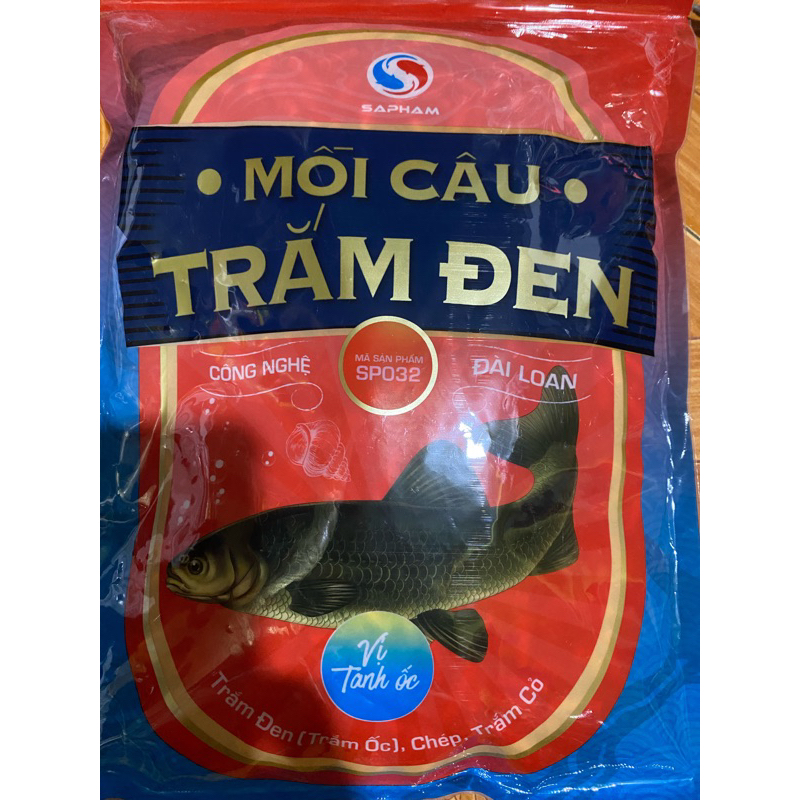 SAPHAM
• MỒI CÂU •
TRẮM ĐEN
CÔNG NGHỆ
MÃ SẢN PHẨM
SP032
ĐÀI LOAN
Vị
Tanh ốc
Trắm Đen (Trắm Ốc), Chép, Trắm Cỏ